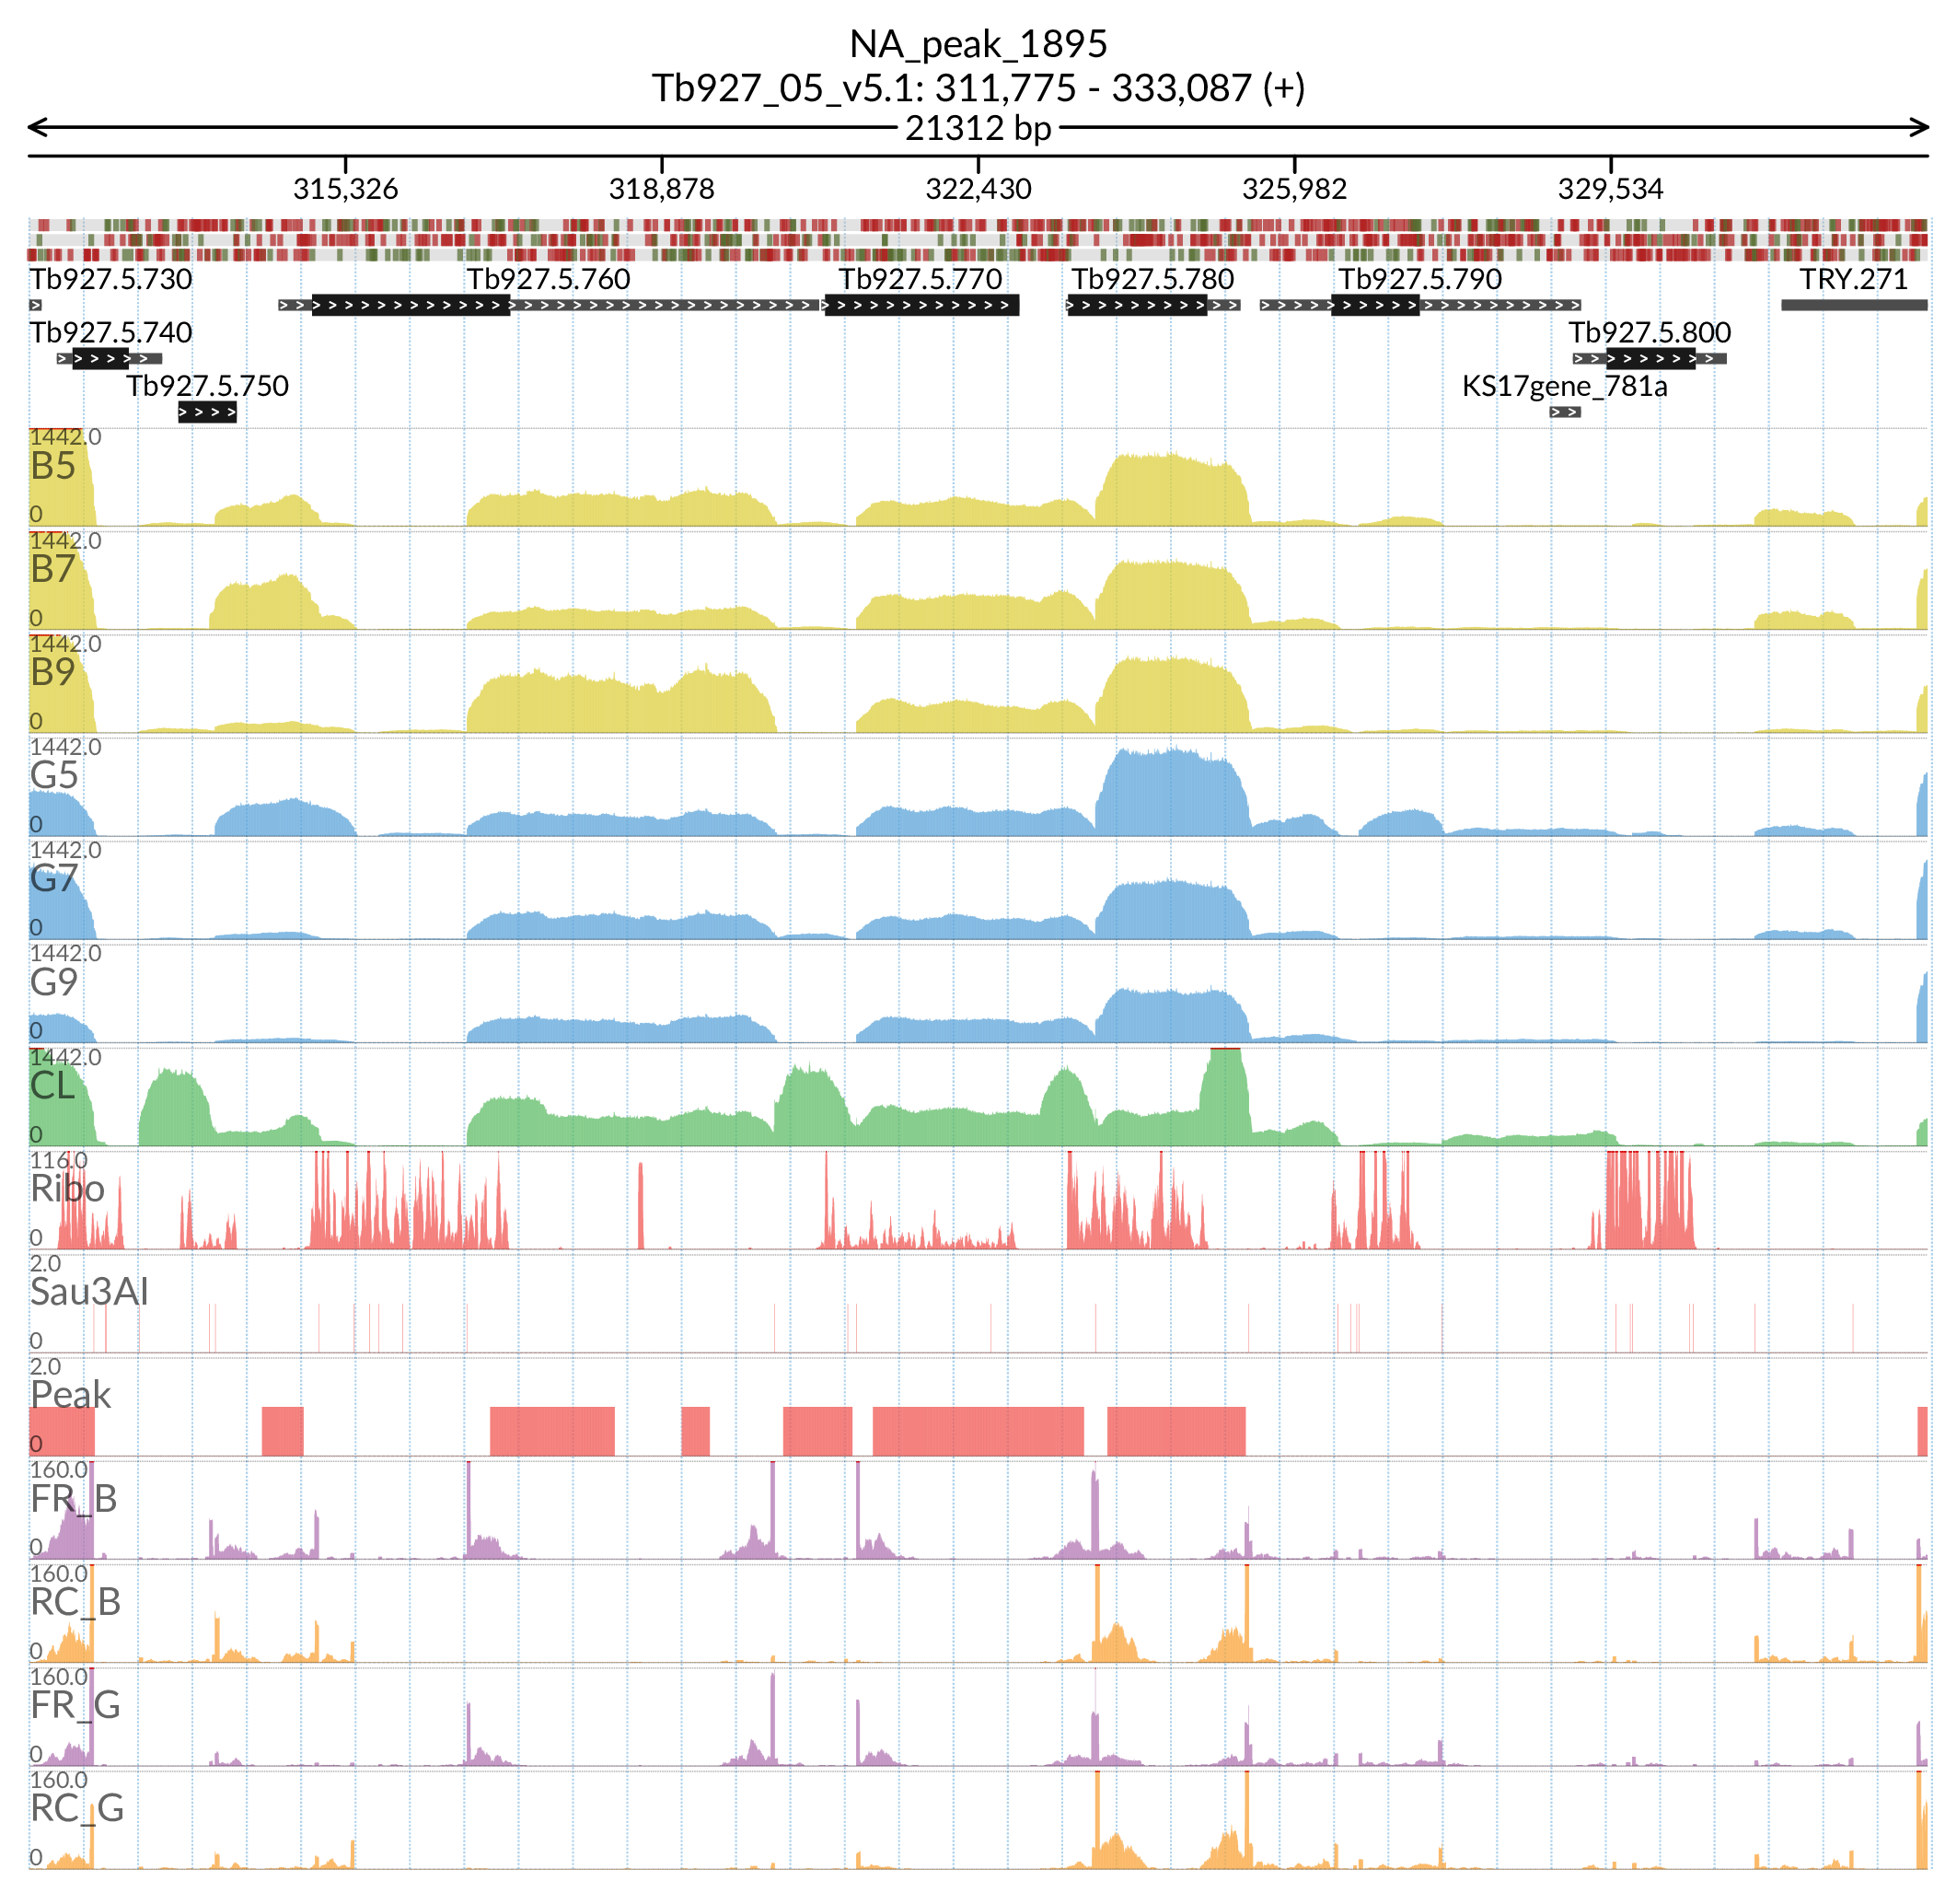 NA_peak_1895
Tb927_05_v5.1: 311,775 - 333,087 (+)
21312 bp
315,326 318,878 322,430 325,982 329,534
Tb927.5.730 Tb927.5.760 Tb927.5.770 Tb927.5.780 Tb927.5.790 TRY.271
Tb927.5.740 Tb927.5.800
Tb927.5.750 KS17gene_781a
1442.0
B5
0
1442.0
B7
0
1442.0
B9
0
1442.0
G5
0
1442.0
G7
0
1442.0
G9
0
1442.0
CL
0
116.0
Ribo
0
2.0
Sau3AI
0
2.0
Peak
0
160.0
FR_B
0
160.0
RC_B
0
160.0
FR_G
0
160.0
RC_G
0